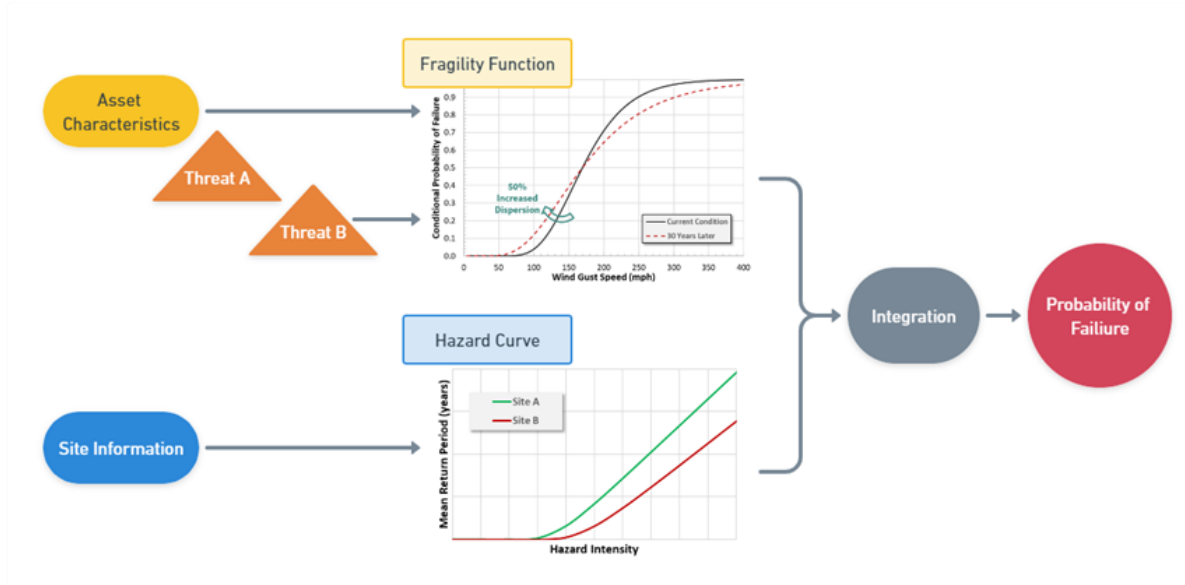 Fragility Function
Asset
Characteristics
Threat A
Threat B
Conditional Probability of Failure
0.9
0.8
0.7
0.6
0.5
0.4
0.3
0.2
0.1
0.0
50%
Increased
Dispersion
Current Condition
30 Years Later
0 50 100 150 200 250 300 350 400
Wind Gust Speed (mph)
Hazard Curve
Site Information
Mean Return Period (years)
Site A
Site B
Hazard Intensity
Integration
Probability of
Failiure